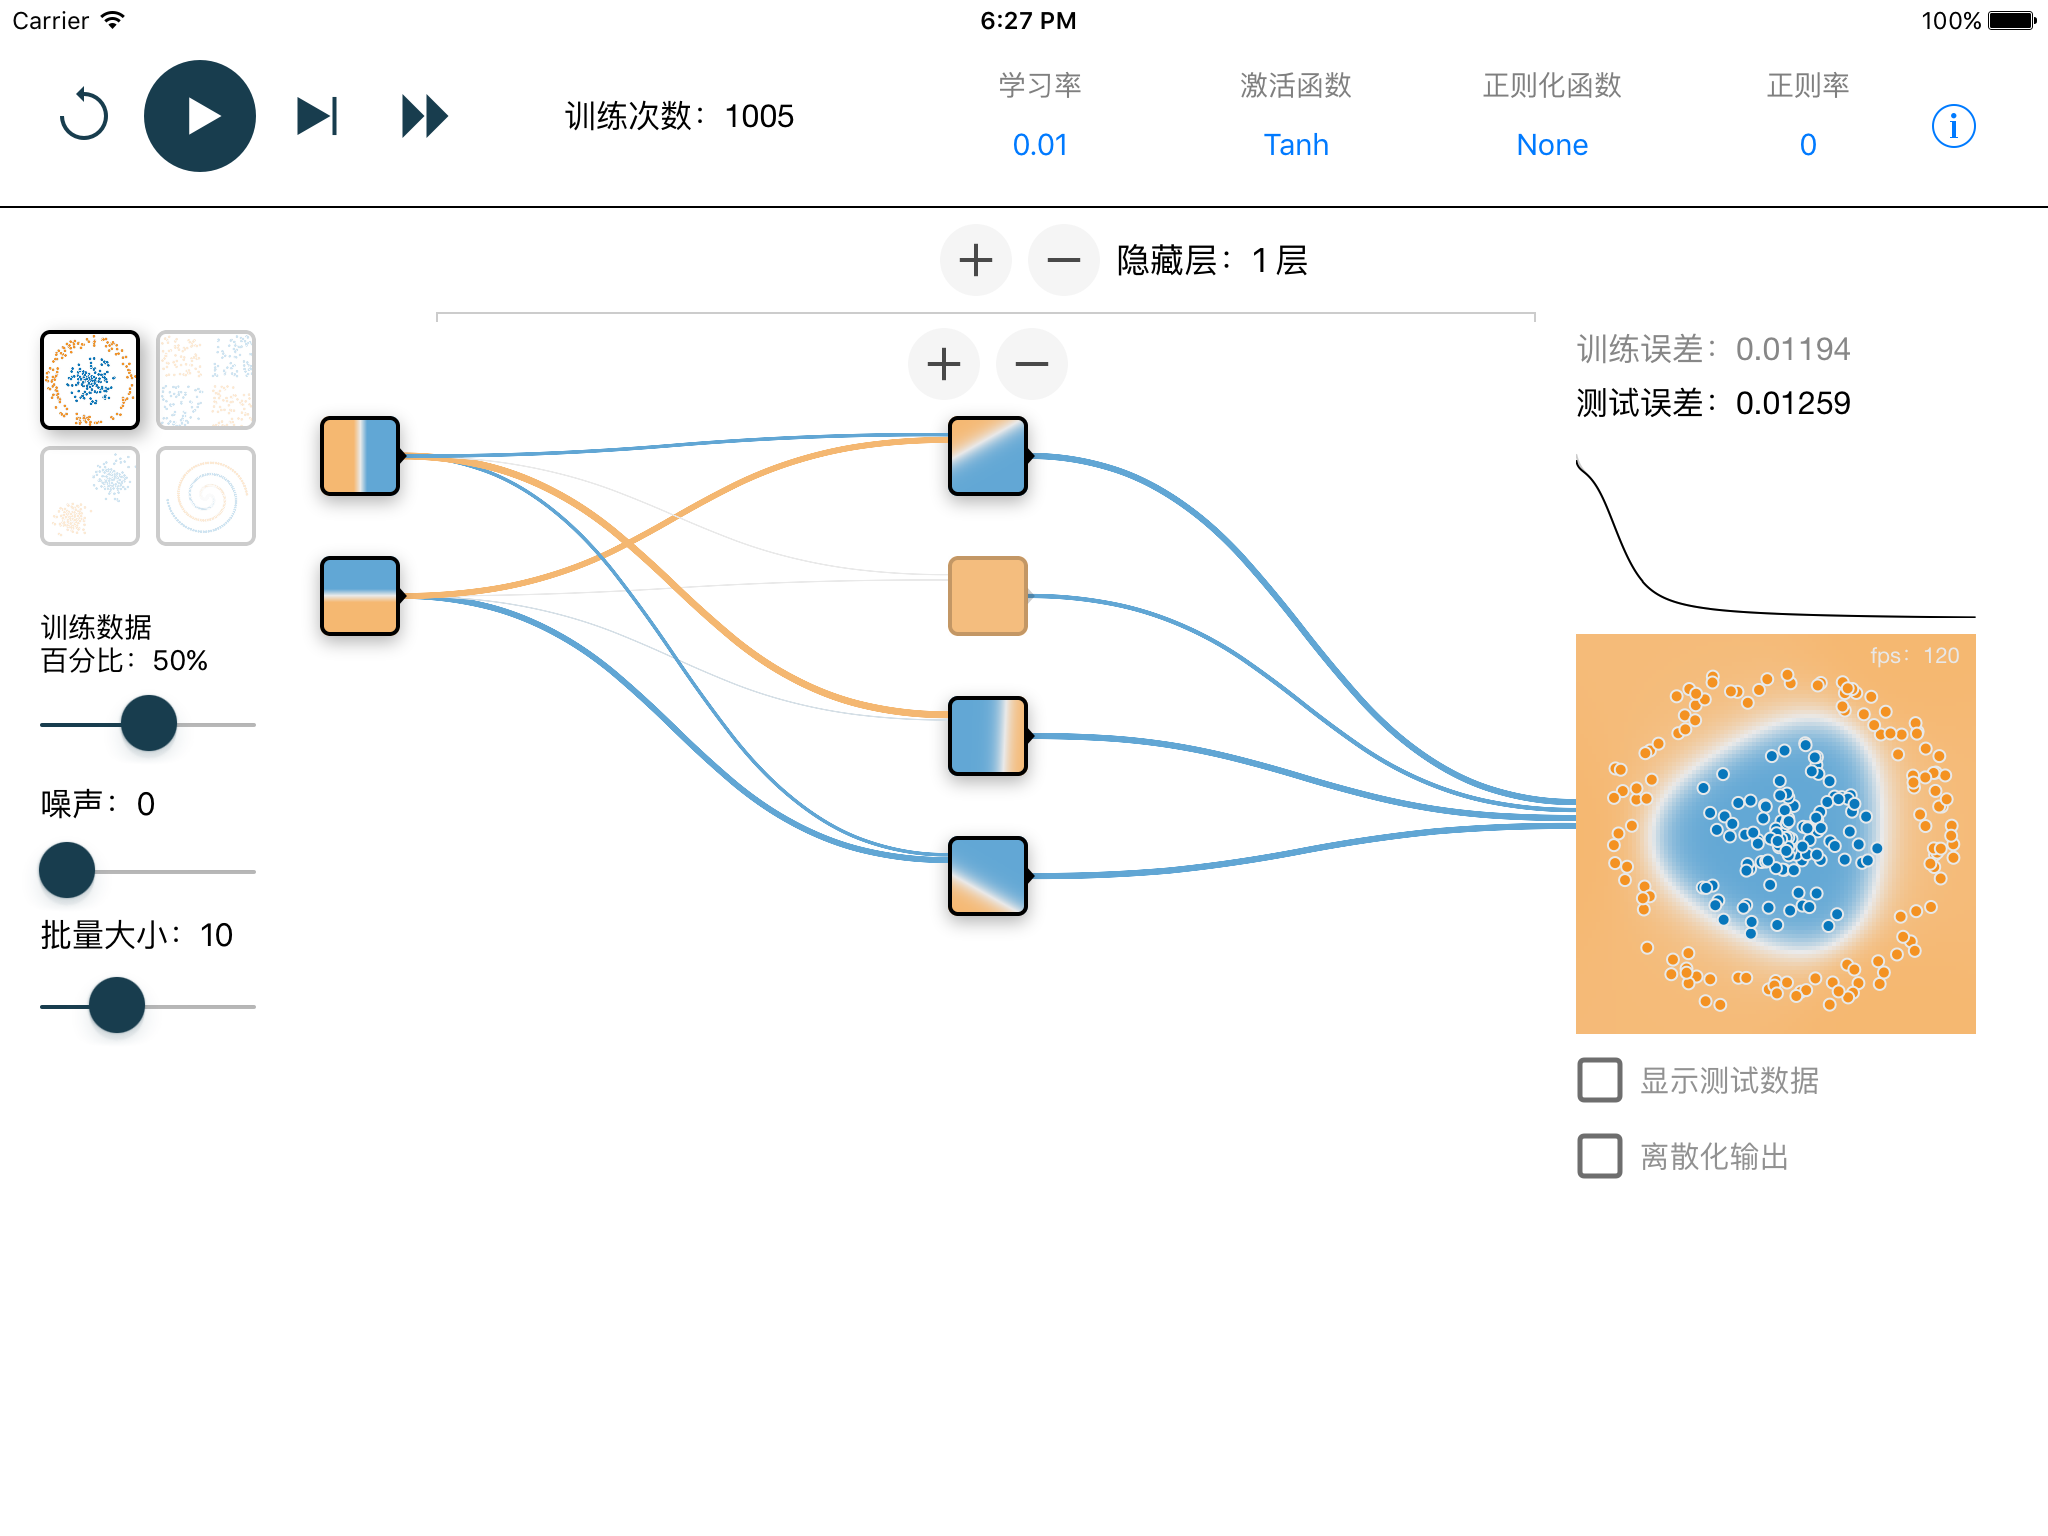 Carrier
6:27 PM
100%
训练次数：1005
学习率
激活函数
正则化函数
正则率
0.01
Tanh
None
0
i
隐藏层：1 层
训练误差：0.01194
测试误差：0.01259
训练数据
百分比：50%
噪声：0
批量大小：10
fps：120
显示测试数据
离散化输出